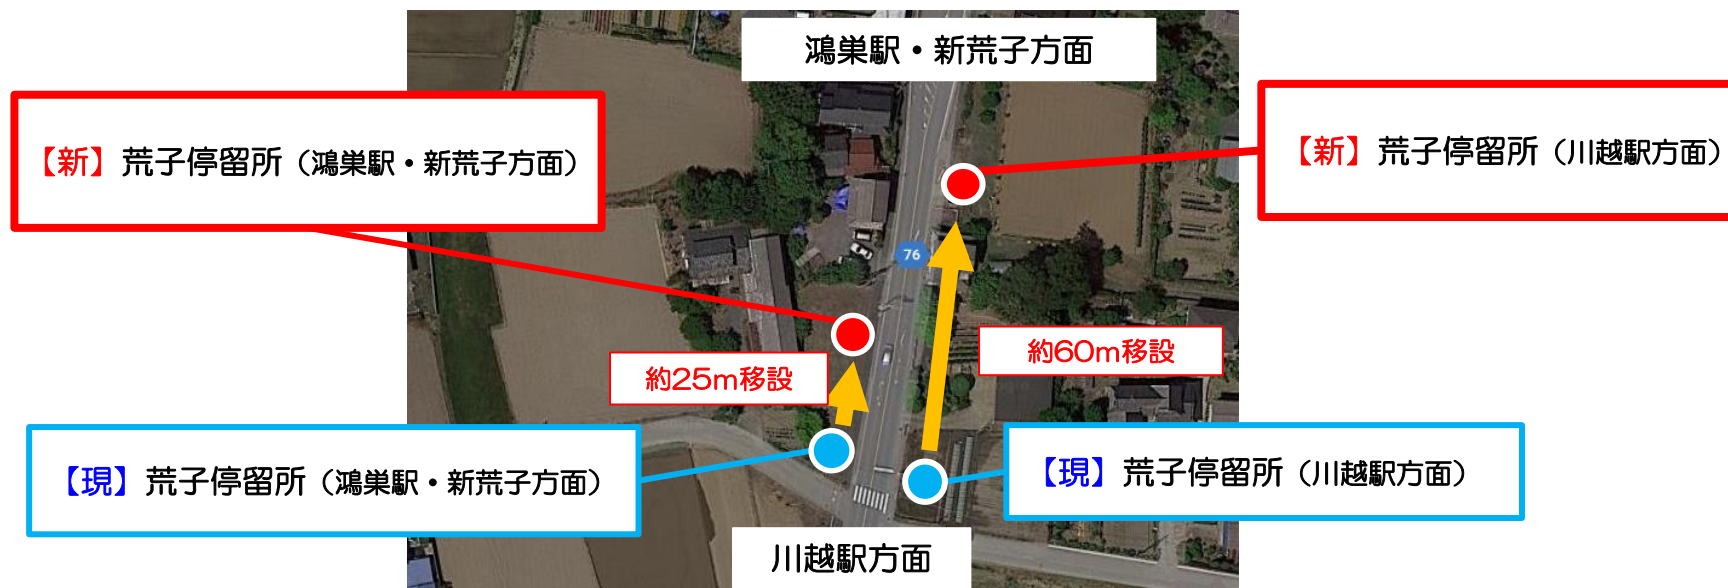 鴻巣駅・新荒子方面
【新】荒子停留所（鴻巣駅・新荒子方面）
【新】荒子停留所（川越駅方面）
76
約60m移設
約25m移設
【現】荒子停留所（鴻巣駅・新荒子方面）
【現】荒子停留所（川越駅方面）
川越駅方面